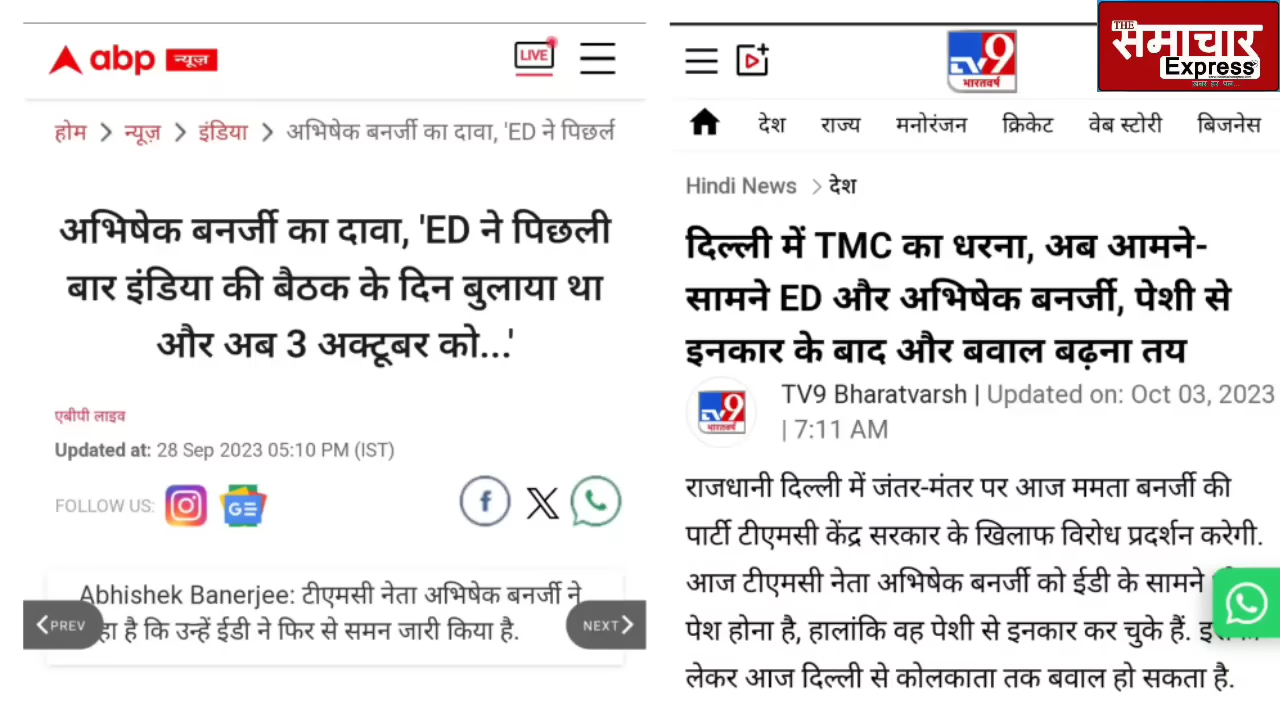 abp न्यूज़
LIVE
होम > न्यूज़ > इंडिया > अभिषेक बनर्जी का दावा, 'ED ने पिछली
अभिषेक बनर्जी का दावा, 'ED ने पिछली
बार इंडिया की बैठक के दिन बुलाया था
और अब 3 अक्टूबर को...'
एबीपी लाइव
Updated at: 28 Sep 2023 05:10 PM (IST)
FOLLOW US:
GE
Abhishek Banerjee: टीएमसी नेता अभिषेक बनर्जी ने
है कि उन्हें ईडी ने फिर से समन जारी किया है.
PREV
NEXT
TV9
भारतवर्ष
THE
समाचार
Express
देश राज्य मनोरंजन क्रिकेट वेब स्टोरी बिजनेस
Hindi News > देश
दिल्ली में TMC का धरना, अब आमने-
सामने ED और अभिषेक बनर्जी, पेशी से
इनकार के बाद और बवाल बढ़ना तय
TV9
भारतवर्ष
TV9 Bharatvarsh | Updated on: Oct 03, 2023
| 7:11 AM
राजधानी दिल्ली में जंतर-मंतर पर आज ममता बनर्जी की
पार्टी टीएमसी केंद्र सरकार के खिलाफ विरोध प्रदर्शन करेगी.
आज टीएमसी नेता अभिषेक बनर्जी को ईडी के सामने
पेश होना है, हालांकि वह पेशी से इनकार कर चुके हैं.
लेकर आज दिल्ली से कोलकाता तक बवाल हो सकता है.